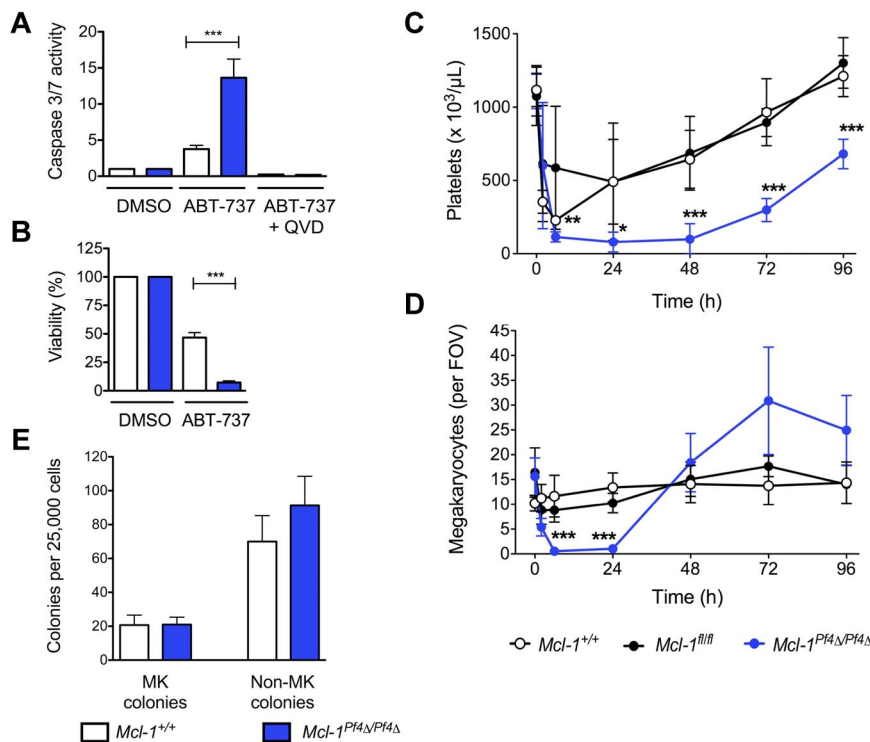 A
Caspase 3/7 activity
20
15
10
5
0
***
DMSO
ABT-737
ABT-737
+ QVD
B
Viability (%)
125
100
75
50
25
0
***
DMSO
ABT-737
E
Colonies per 25,000 cells
120
100
80
60
40
20
0
MK
colonies
Non-MK
colonies
Mcl-1+/+
Mcl-1Pf4Δ/Pf4Δ
C
Platelets (x 10³/µL)
1500
1000
500
0
**
*
***
***
***
0
24
48
72
96
Time (h)
D
Megakaryocytes (per FOV)
45
40
35
30
25
20
15
10
5
0
***
***
0
24
48
72
96
Time (h)
Mcl-1+/+
Mcl-1fl/fl
Mcl-1Pf4Δ/Pf4Δ